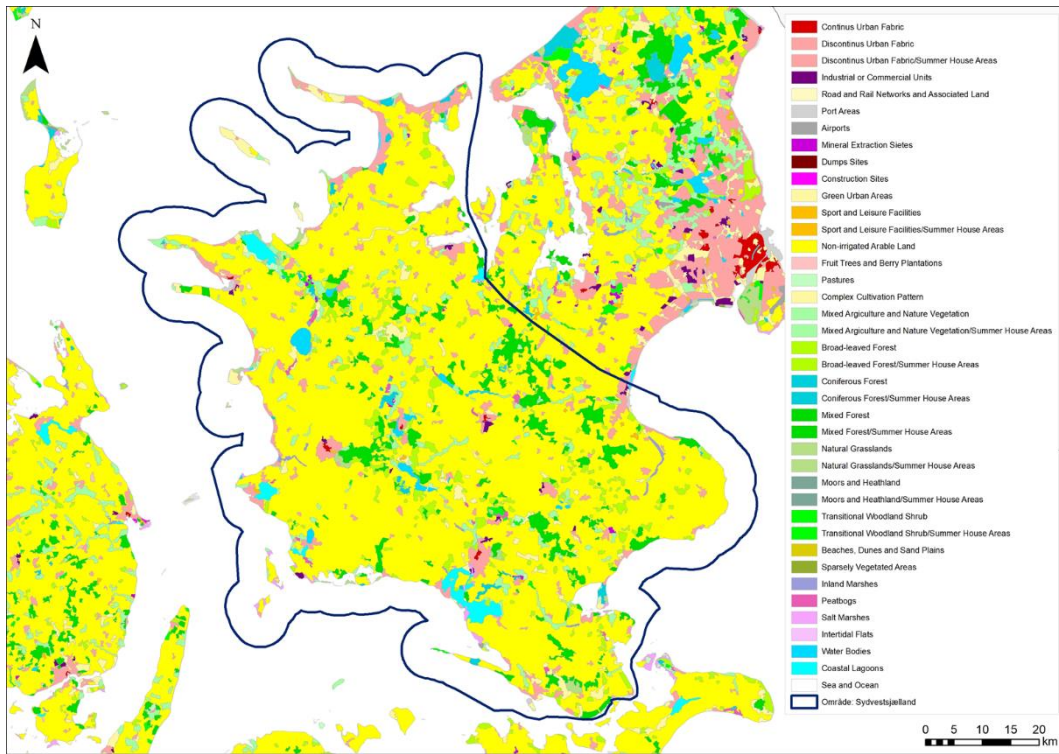 N
Continus Urban Fabric
Discontinus Urban Fabric
Discontinus Urban Fabric/Summer House Areas
Industrial or Commercial Units
Road and Rail Networks and Associated Land
Port Areas
Airports
Mineral Extraction Sietes
Dumps Sites
Construction Sites
Green Urban Areas
Sport and Leisure Facilities
Sport and Leisure Facilities/Summer House Areas
Non-irrigated Arable Land
Fruit Trees and Berry Plantations
Pastures
Complex Cultivation Pattern
Mixed Argiculture and Nature Vegetation
Mixed Argiculture and Nature Vegetation/Summer House Areas
Broad-leaved Forest
Broad-leaved Forest/Summer House Areas
Coniferous Forest
Coniferous Forest/Summer House Areas
Mixed Forest
Mixed Forest/Summer House Areas
Natural Grasslands
Natural Grasslands/Summer House Areas
Moors and Heathland
Moors and Heathland/Summer House Areas
Transitional Woodland Shrub
Transitional Woodland Shrub/Summer House Areas
Beaches, Dunes and Sand Plains
Sparsely Vegetated Areas
Inland Marshes
Peatbogs
Salt Marshes
Intertidal Flats
Water Bodies
Coastal Lagoons
Sea and Ocean
Område: Sydvestsjælland
0 5 10 15 20
km